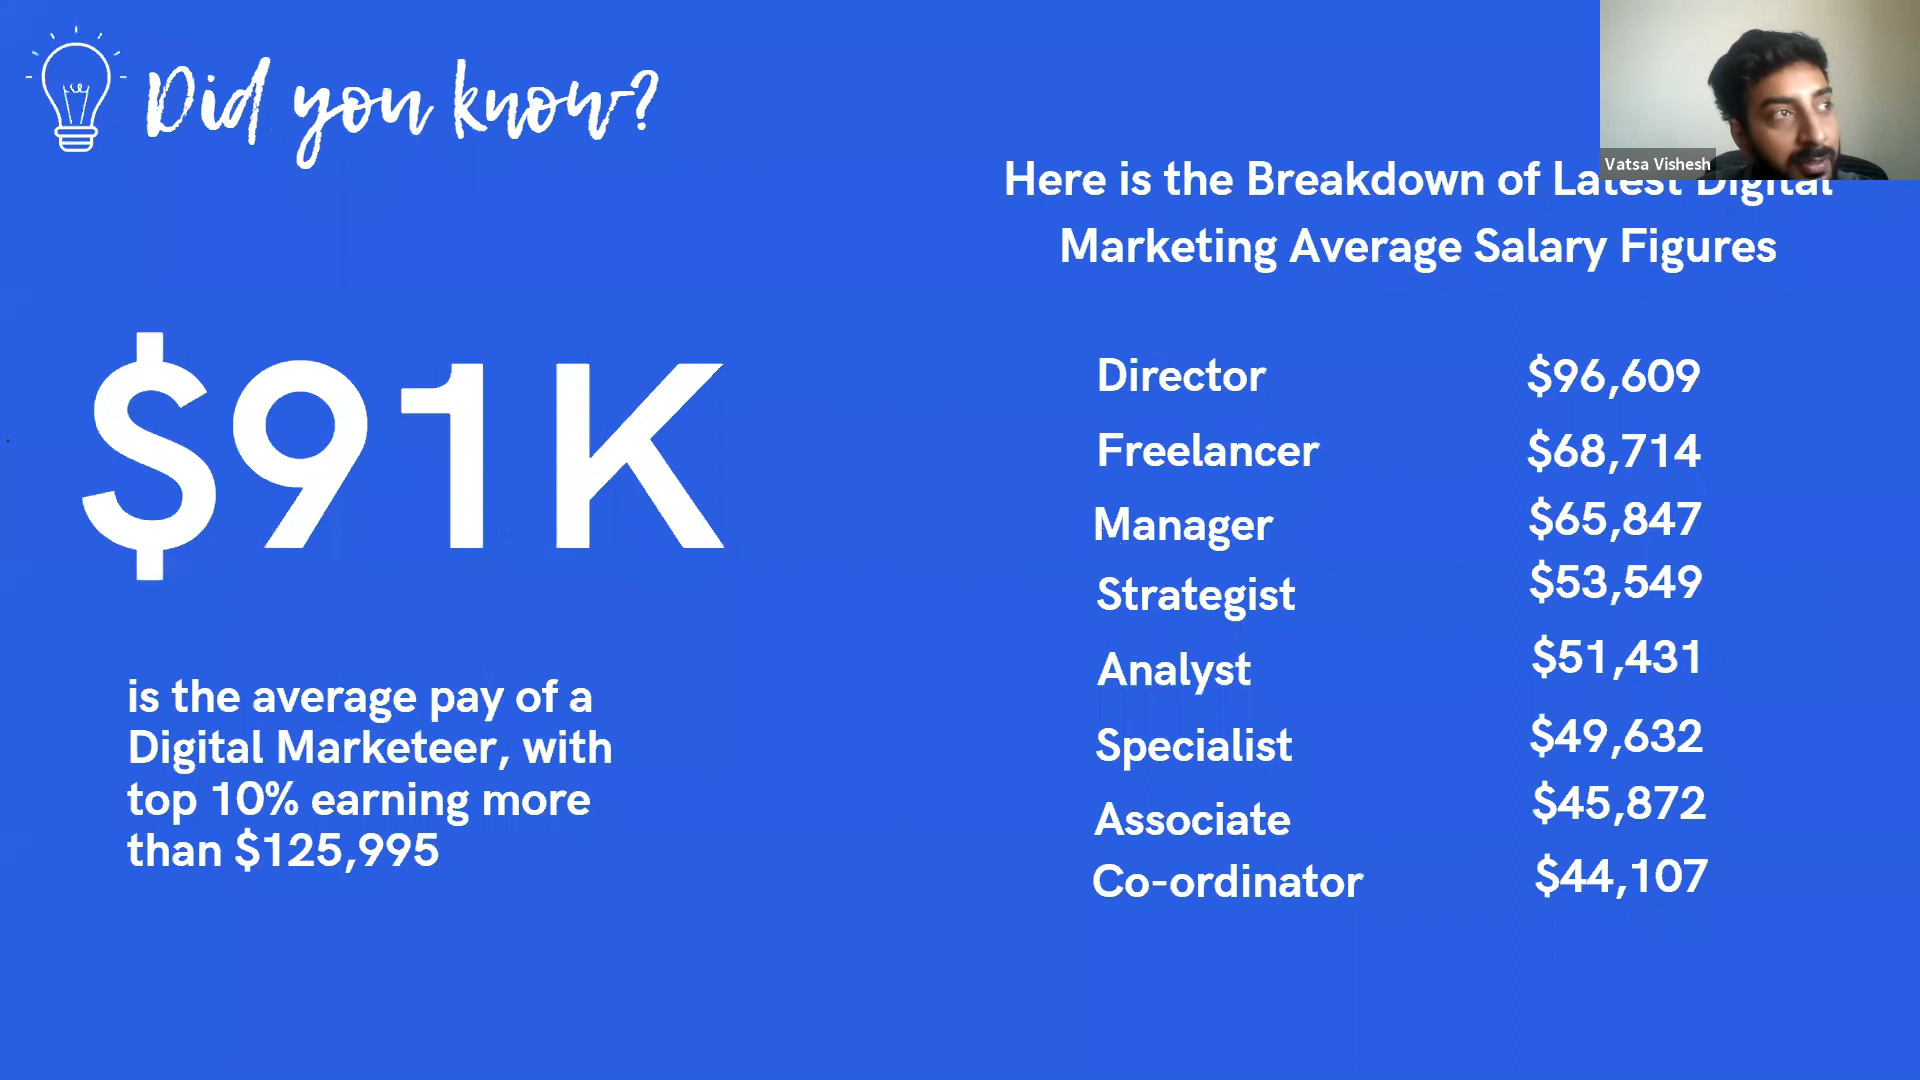 Did you know?
Vatsa Vishesh
Here is the Breakdown of Latest Digital
Marketing Average Salary Figures
$91K
is the average pay of a
Digital Marketeer, with
top 10% earning more
than $125,995
Director $96,609
Freelancer $68,714
Manager $65,847
Strategist $53,549
Analyst $51,431
Specialist $49,632
Associate $45,872
Co-ordinator $44,107